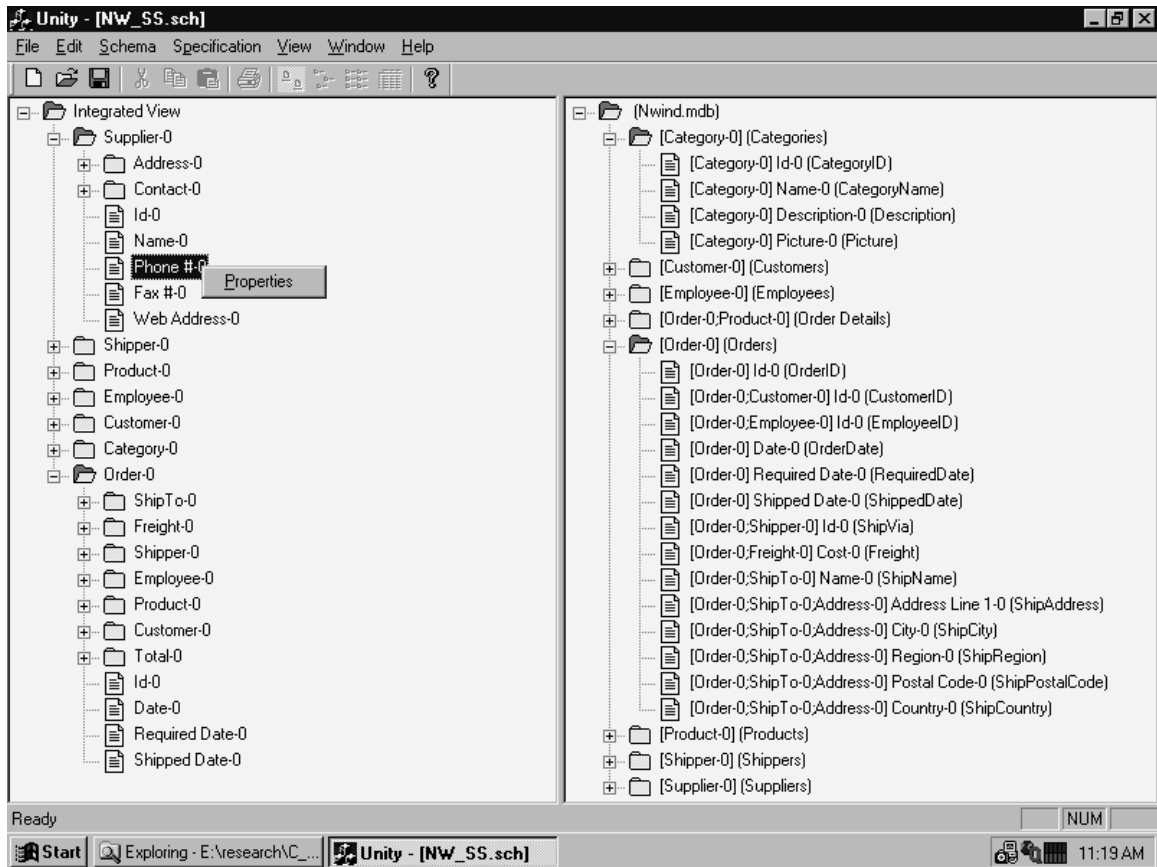 Unity - [NW_SS.sch]
File Edit Schema Specification View Window Help
Integrated View
Supplier-0
Address-0
Contact-0
Id-0
Name-0
Phone #-0
Properties
Fax #-0
Web Address-0
Shipper-0
Product-0
Employee-0
Customer-0
Category-0
Order-0
ShipTo-0
Freight-0
Shipper-0
Employee-0
Product-0
Customer-0
Total-0
Id-0
Date-0
Required Date-0
Shipped Date-0
(Nwind.mdb)
[Category-0] (Categories)
[Category-0] Id-0 (CategoryID)
[Category-0] Name-0 (CategoryName)
[Category-0] Description-0 (Description)
[Category-0] Picture-0 (Picture)
[Customer-0] (Customers)
[Employee-0] (Employees)
[Order-0;Product-0] (Order Details)
[Order-0] (Orders)
[Order-0] Id-0 (OrderID)
[Order-0;Customer-0] Id-0 (CustomerID)
[Order-0;Employee-0] Id-0 (EmployeeID)
[Order-0] Date-0 (OrderDate)
[Order-0] Required Date-0 (RequiredDate)
[Order-0] Shipped Date-0 (ShippedDate)
[Order-0;Shipper-0] Id-0 (ShipVia)
[Order-0;Freight-0] Cost-0 (Freight)
[Order-0;ShipTo-0] Name-0 (ShipName)
[Order-0;ShipTo-0;Address-0] Address Line 1-0 (ShipAddress)
[Order-0;ShipTo-0;Address-0] City-0 (ShipCity)
[Order-0;ShipTo-0;Address-0] Region-0 (ShipRegion)
[Order-0;ShipTo-0;Address-0] Postal Code-0 (ShipPostalCode)
[Order-0;ShipTo-0;Address-0] Country-0 (ShipCountry)
[Product-0] (Products)
[Shipper-0] (Shippers)
[Supplier-0] (Suppliers)
Ready
NUM
Start
Exploring - E:\research\C_...
Unity - [NW_SS.sch]
11:19 AM